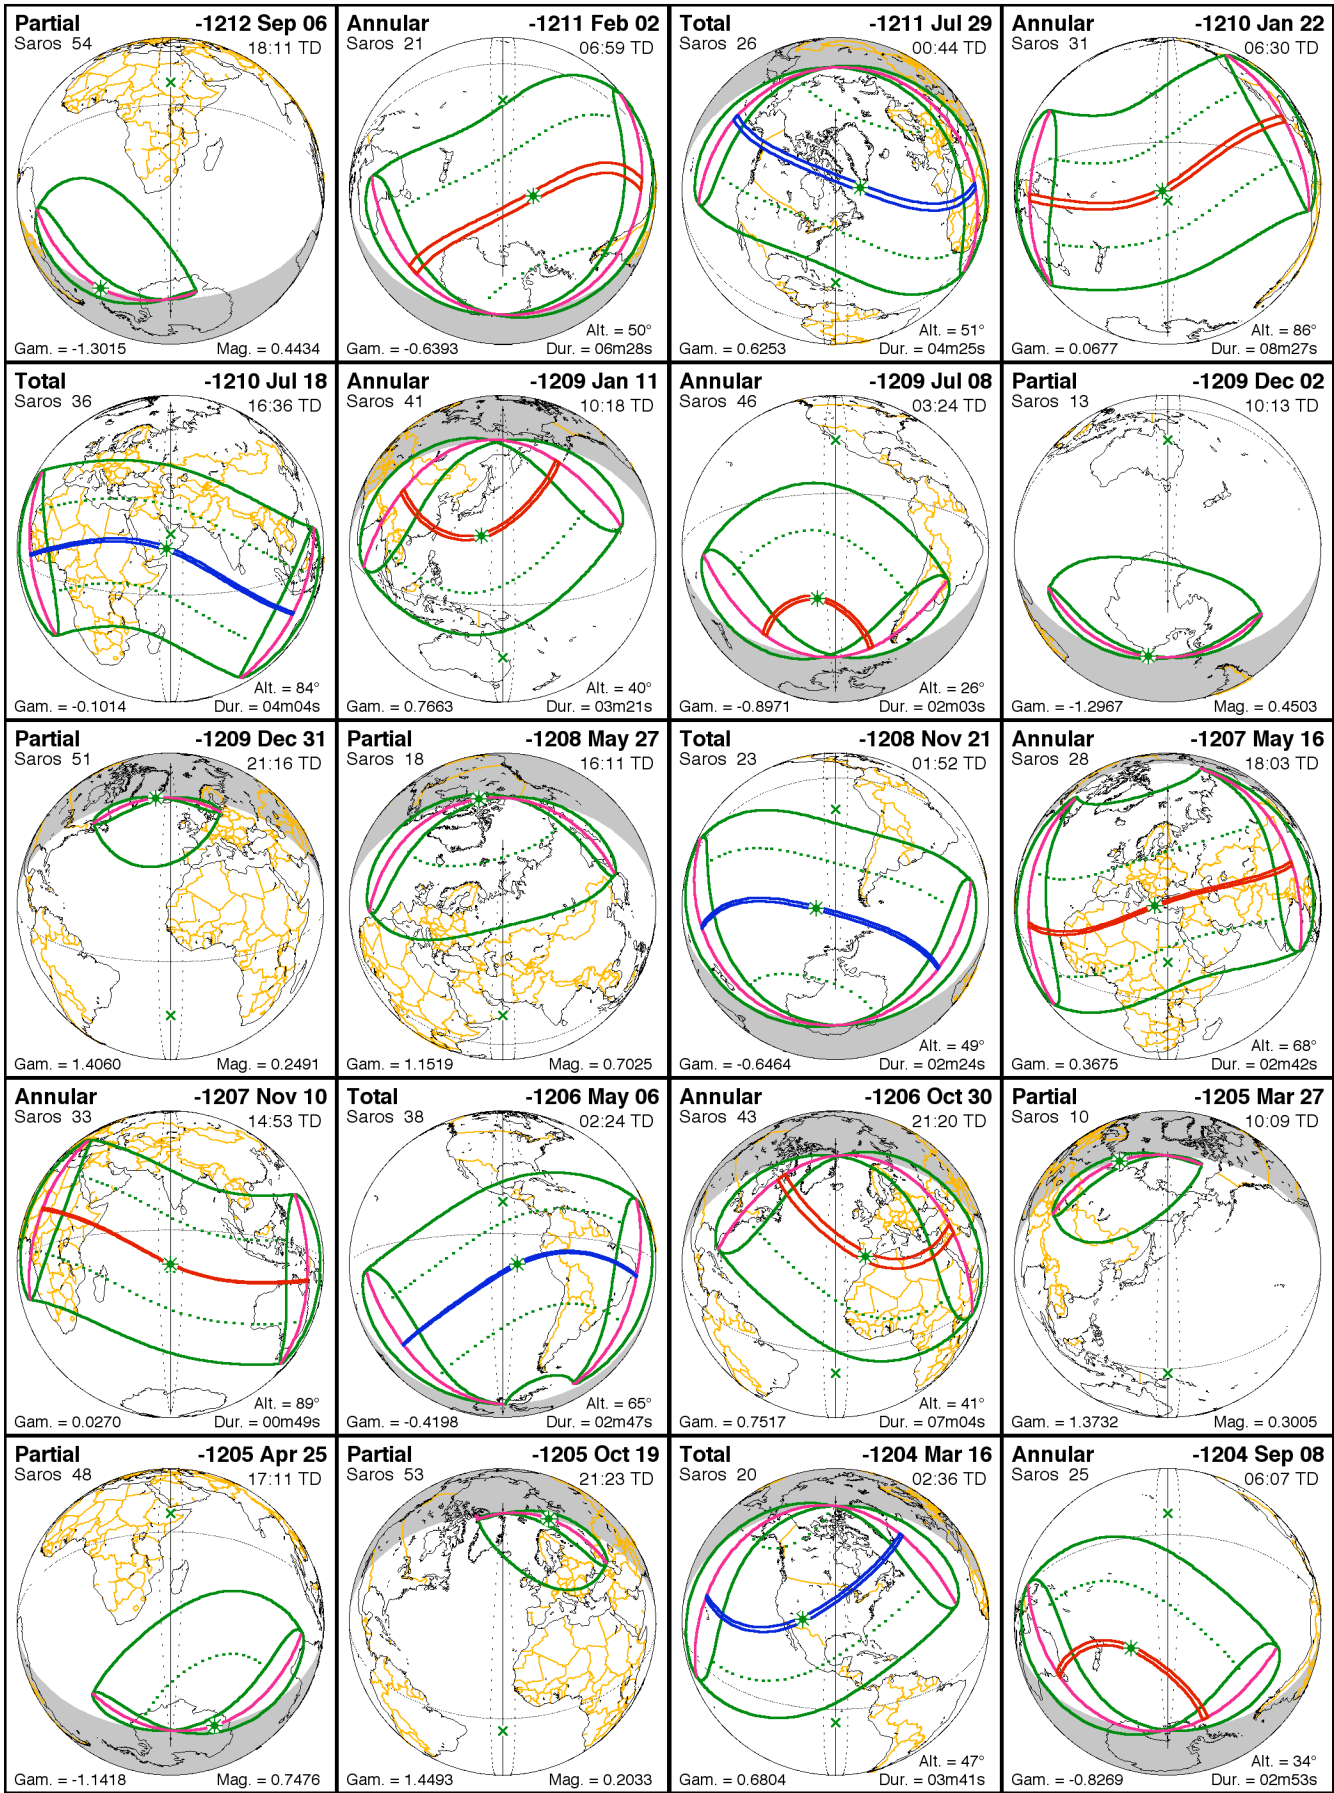 Partial -1212 Sep 06
Saros 54 18:11 TD
Gam. = -1.3015 Mag. = 0.4434
Annular -1211 Feb 02
Saros 21 06:59 TD
Alt. = 50°
Gam. = -0.6393 Dur. = 06m28s
Total -1211 Jul 29
Saros 26 00:44 TD
Alt. = 51°
Gam. = 0.6253 Dur. = 04m25s
Annular -1210 Jan 22
Saros 31 06:30 TD
Alt. = 86°
Gam. = 0.0677 Dur. = 08m27s
Total -1210 Jul 18
Saros 36 16:36 TD
Alt. = 84°
Gam. = -0.1014 Dur. = 04m04s
Annular -1209 Jan 11
Saros 41 10:18 TD
Alt. = 40°
Gam. = 0.7663 Dur. = 03m21s
Annular -1209 Jul 08
Saros 46 03:24 TD
Alt. = 26°
Gam. = -0.8971 Dur. = 02m03s
Partial -1209 Dec 02
Saros 13 10:13 TD
Gam. = -1.2967 Mag. = 0.4503
Partial -1209 Dec 31
Saros 51 21:16 TD
Gam. = 1.4060 Mag. = 0.2491
Partial -1208 May 27
Saros 18 16:11 TD
Gam. = 1.1519 Mag. = 0.7025
Total -1208 Nov 21
Saros 23 01:52 TD
Alt. = 49°
Gam. = -0.6464 Dur. = 02m24s
Annular -1207 May 16
Saros 28 18:03 TD
Alt. = 68°
Gam. = 0.3675 Dur. = 02m42s
Annular -1207 Nov 10
Saros 33 14:53 TD
Alt. = 89°
Gam. = 0.0270 Dur. = 00m49s
Total -1206 May 06
Saros 38 02:24 TD
Alt. = 65°
Gam. = -0.4198 Dur. = 02m47s
Annular -1206 Oct 30
Saros 43 21:20 TD
Alt. = 41°
Gam. = 0.7517 Dur. = 07m04s
Partial -1205 Mar 27
Saros 10 10:09 TD
Gam. = 1.3732 Mag. = 0.3005
Partial -1205 Apr 25
Saros 48 17:11 TD
Gam. = -1.1418 Mag. = 0.7476
Partial -1205 Oct 19
Saros 53 21:23 TD
Gam. = 1.4493 Mag. = 0.2033
Total -1204 Mar 16
Saros 20 02:36 TD
Alt. = 47°
Gam. = 0.6804 Dur. = 03m41s
Annular -1204 Sep 08
Saros 25 06:07 TD
Alt. = 34°
Gam. = -0.8269 Dur. = 02m53s